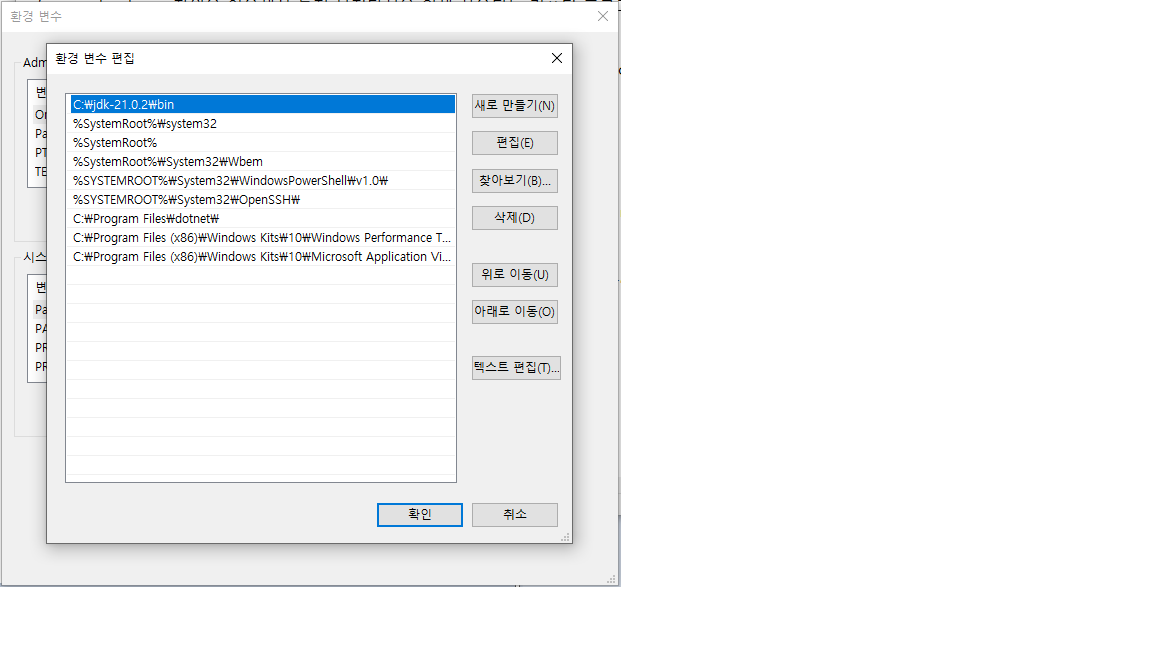 환경 변수
환경 변수 편집
C:₩jdk-21.0.2₩bin
%SystemRoot%₩system32
%SystemRoot%
%SystemRoot%₩System32₩Wbem
%SYSTEMROOT%₩System32₩WindowsPowerShell₩v1.0₩
%SYSTEMROOT%₩System32₩OpenSSH₩
C:₩Program Files₩dotnet₩
C:₩Program Files (x86)₩Windows Kits₩10₩Windows Performance T...
C:₩Program Files (x86)₩Windows Kits₩10₩Microsoft Application Vi...
새로 만들기(N)
편집(E)
찾아보기(B)...
삭제(D)
위로 이동(U)
아래로 이동(O)
텍스트 편집(T)...
확인
취소
Adm
변
Pa
PT
TE
시스
변
Pa
PA
PR
PR